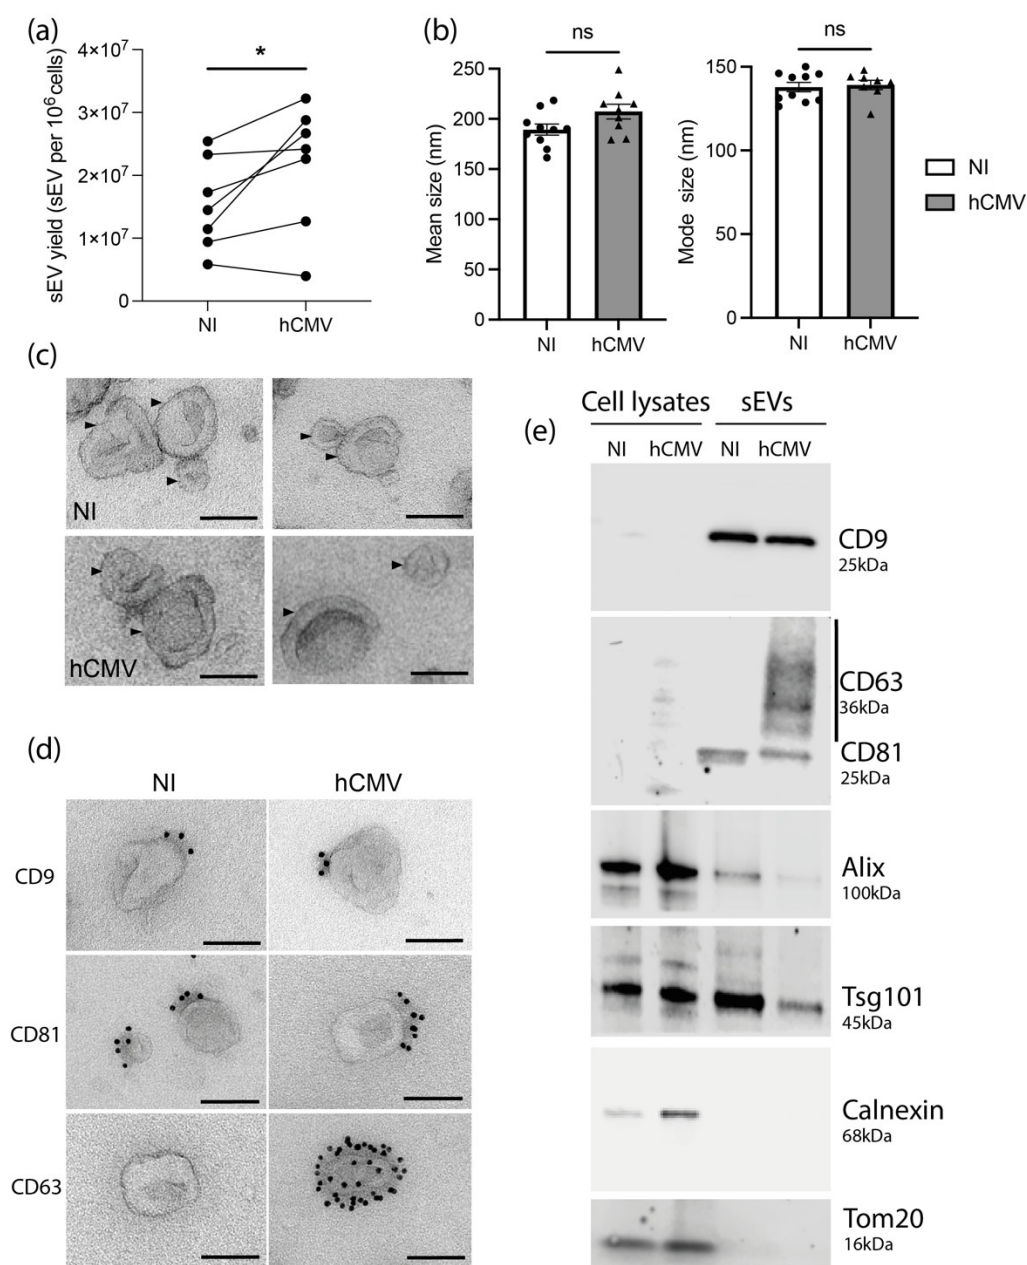 (a)
sEV yield (sEV per 10⁶cells)
4×10⁷
3×10⁷
2×10⁷
1×10⁷
0
*
NI
hCMV
(b)
Mean size (nm)
250
200
150
100
50
0
ns
NI
hCMV
Mode size (nm)
150
100
50
0
ns
NI
hCMV
NI
hCMV
(c)
NI
hCMV
(d)
NI
hCMV
CD9
CD81
CD63
(e)
Cell lysates
sEVs
NI
hCMV
NI
hCMV
CD9
25kDa
CD63
36kDa
CD81
25kDa
Alix
100kDa
Tsg101
45kDa
Calnexin
68kDa
Tom20
16kDa